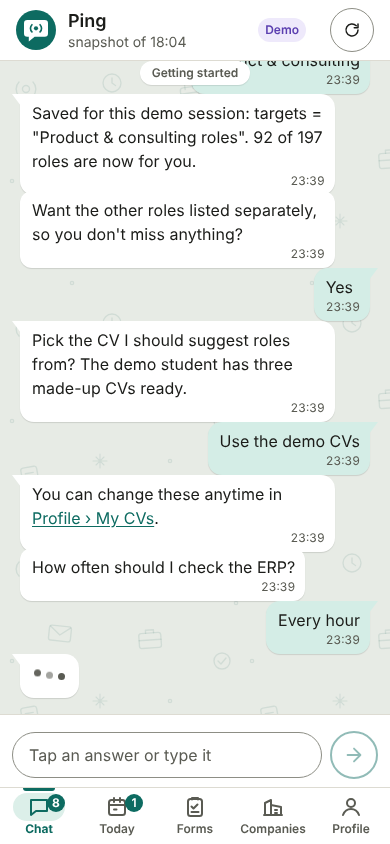 Ping
snapshot of 18:04
Demo
Getting started
& consulting
23:39
Saved for this demo session: targets =
"Product & consulting roles". 92 of 197
roles are now for you.
23:39
Want the other roles listed separately,
so you don't miss anything?
23:39
Yes
23:39
Pick the CV I should suggest roles
from? The demo student has three
made-up CVs ready.
23:39
Use the demo CVs
23:39
You can change these anytime in
Profile › My CVs.
23:39
How often should I check the ERP?
23:39
Every hour
23:39
Tap an answer or type it
8
1
Chat
Today
Forms
Companies
Profile